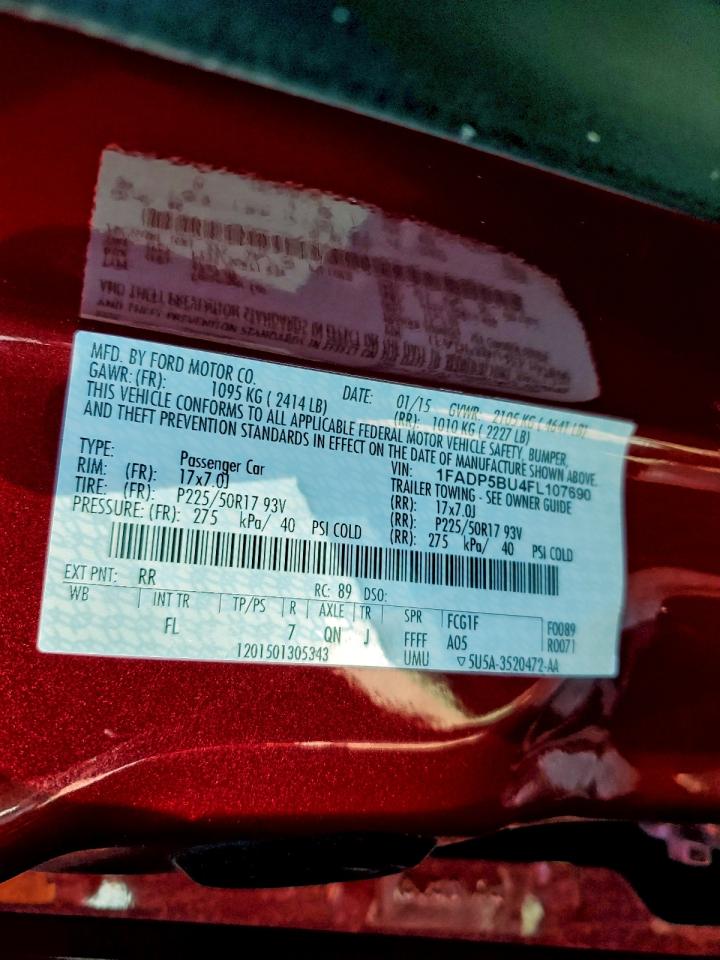 MFD. BY FORD MOTOR CO.
DATE: 01/15 GVWR: 2105 KG ( 4641 LB)
GAWR: (FR): 1095 KG ( 2414 LB) (RR): 1010 KG ( 2227 LB)
THIS VEHICLE CONFORMS TO ALL APPLICABLE FEDERAL MOTOR VEHICLE SAFETY, BUMPER,
AND THEFT PREVENTION STANDARDS IN EFFECT ON THE DATE OF MANUFACTURE SHOWN ABOVE.
VIN: 1FADP5BU4FL107690
TYPE: Passenger Car TRAILER TOWING - SEE OWNER GUIDE
RIM: (FR): 17x7.0J (RR): 17x7.0J
TIRE: (FR): P225/50R17 93V (RR): P225/50R17 93V
PRESSURE: (FR): 275 kPa/ 40 PSI COLD (RR): 275 kPa/ 40 PSI COLD
EXT PNT: RR RC: 89 DSO:
WB INT TR TP/PS R AXLE TR SPR FCG1F F0089
FL 7 QN J FFFF A05 R0071
1201501305343 UMU ▽5U5A-3520472-AA